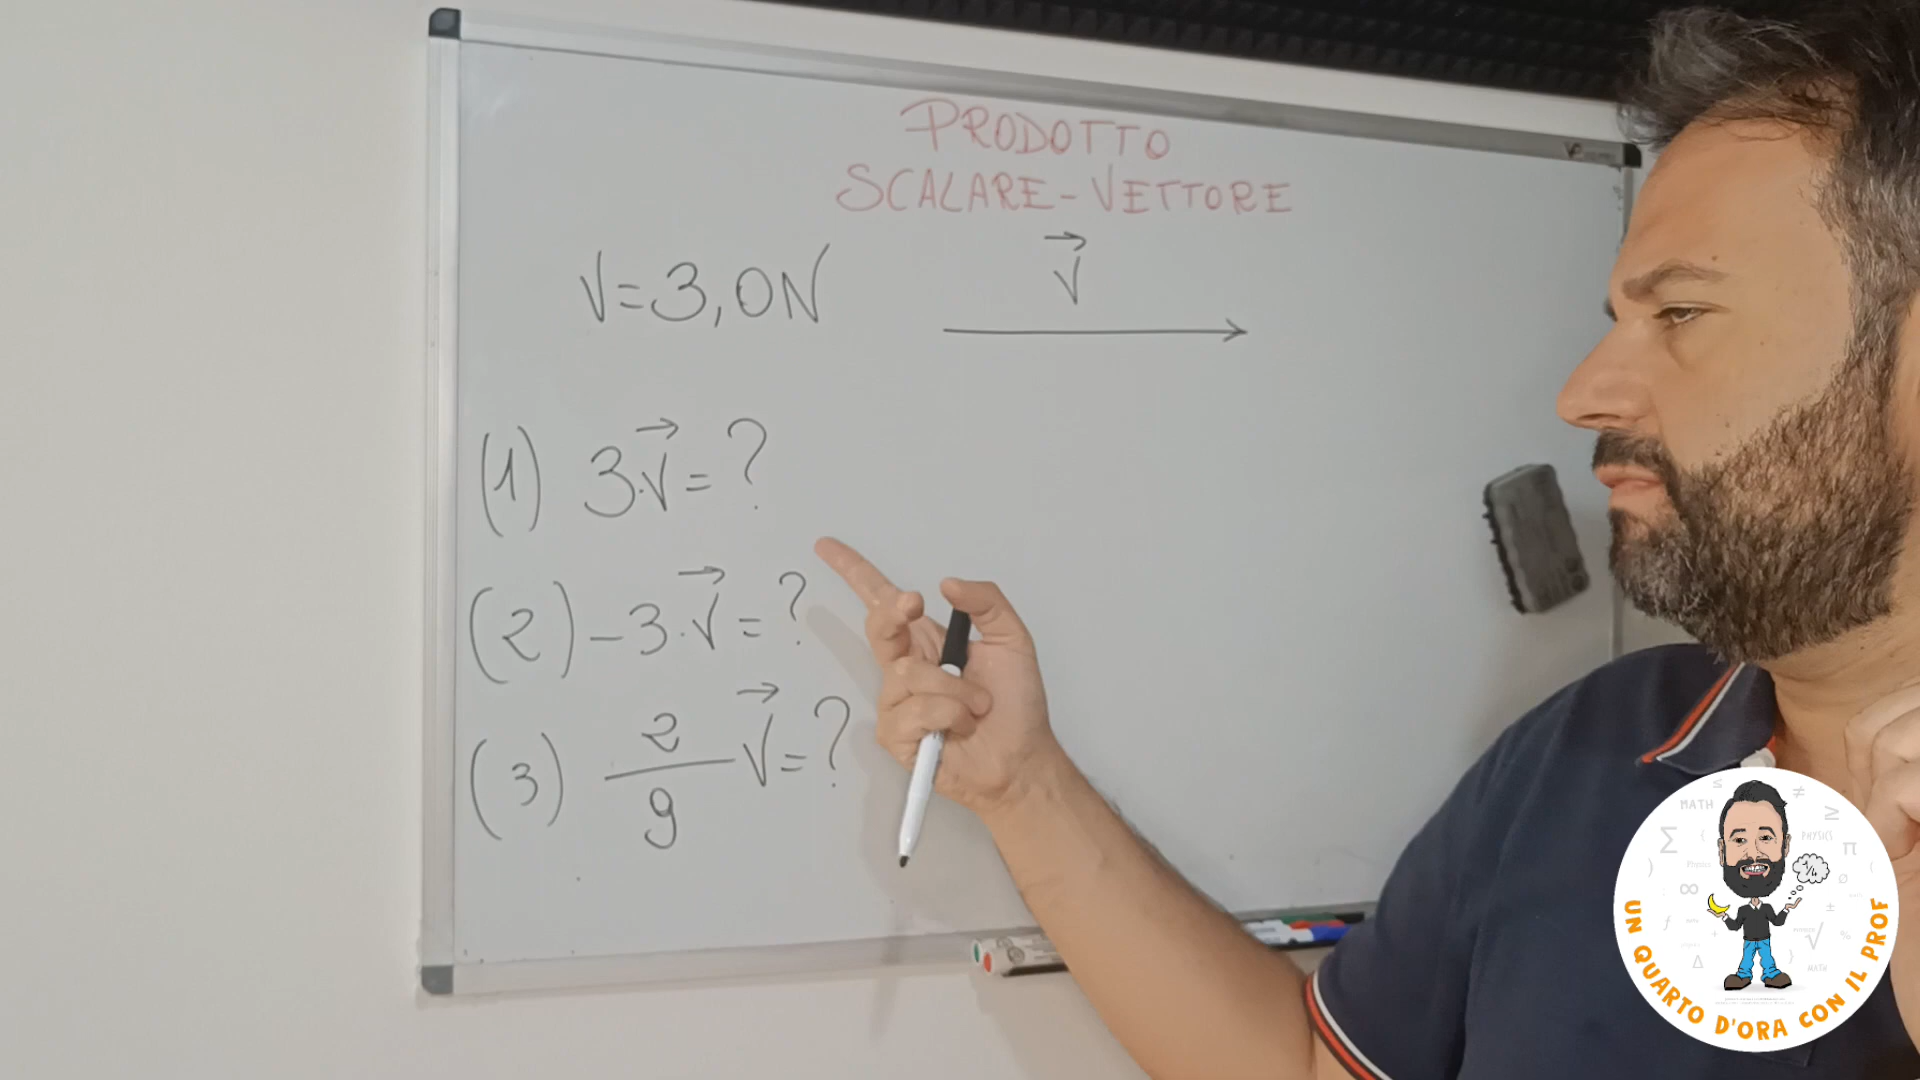 PRODOTTO
SCALARE-VETTORE
V=3,0N
V
(1) 3·V=?
(2) -3·V=?
(3) 2/9 V=?
MATH
PHYSICS
UN QUARTO D'ORA CON IL PROF